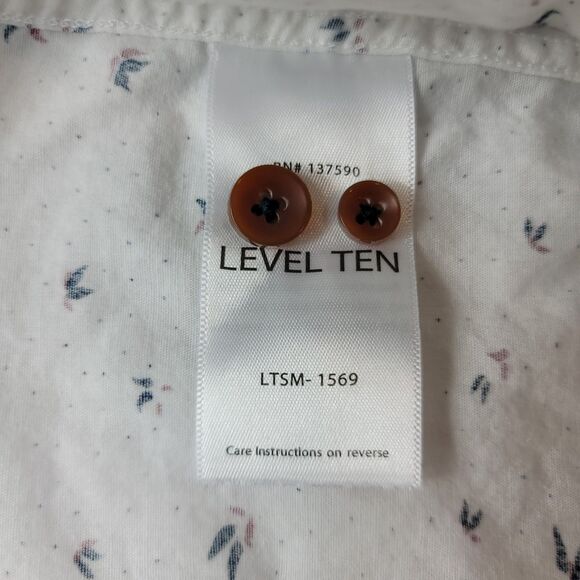 RN# 137590
LEVEL TEN
LTSM- 1569
Care Instructions on reverse